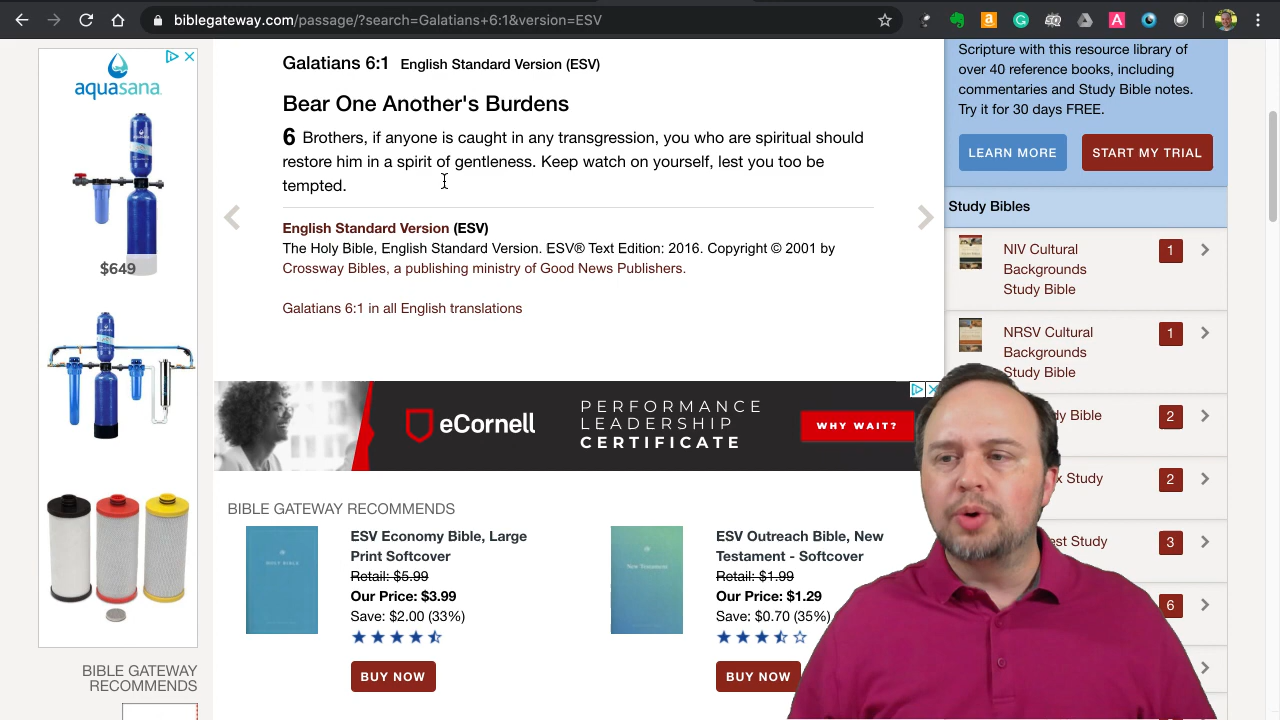 biblegateway.com/passage/?search=Galatians+6:1&version=ESV
aquasana
$649
BIBLE GATEWAY
RECOMMENDS
Galatians 6:1 English Standard Version (ESV)
Bear One Another's Burdens
6 Brothers, if anyone is caught in any transgression, you who are spiritual should
restore him in a spirit of gentleness. Keep watch on yourself, lest you too be
tempted.
English Standard Version (ESV)
The Holy Bible, English Standard Version. ESV® Text Edition: 2016. Copyright © 2001 by
Crossway Bibles, a publishing ministry of Good News Publishers.
Galatians 6:1 in all English translations
eCornell
PERFORMANCE
LEADERSHIP
CERTIFICATE
WHY WAIT?
BIBLE GATEWAY RECOMMENDS
HOLY BIBLE
ESV Economy Bible, Large
Print Softcover
Retail: $5.99
Our Price: $3.99
Save: $2.00 (33%)
BUY NOW
New Testament
ESV Outreach Bible, New
Testament - Softcover
Retail: $1.99
Our Price: $1.29
Save: $0.70 (35%)
BUY NOW
Scripture with this resource library of
over 40 reference books, including
commentaries and Study Bible notes.
Try it for 30 days FREE.
LEARN MORE
START MY TRIAL
Study Bibles
NIV Cultural
Backgrounds
Study Bible
1
NRSV Cultural
Backgrounds
Study Bible
1
Bible
2
Study
2
Study
3
6